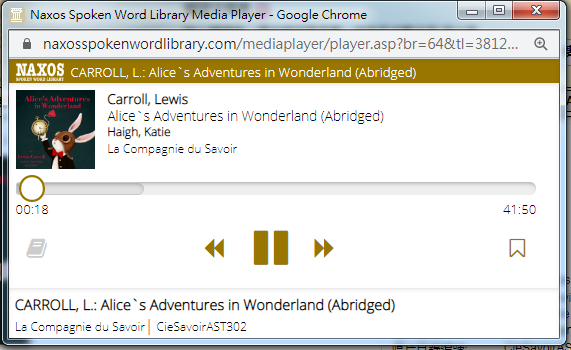 Naxos Spoken Word Library Media Player - Google Chrome
naxosspokenwordlibrary.com/mediaplayer/player.asp?br=64&tl=3812...
NAXOS
SPOKEN WORD LIBRARY
CARROLL, L.: Alice`s Adventures in Wonderland (Abridged)
Alice's Adventures
in Wonderland
Carroll, Lewis
Alice`s Adventures in Wonderland (Abridged)
Haigh, Katie
La Compagnie du Savoir
00:18
41:50
CARROLL, L.: Alice`s Adventures in Wonderland (Abridged)
La Compagnie du Savoir | CieSavoirAST302